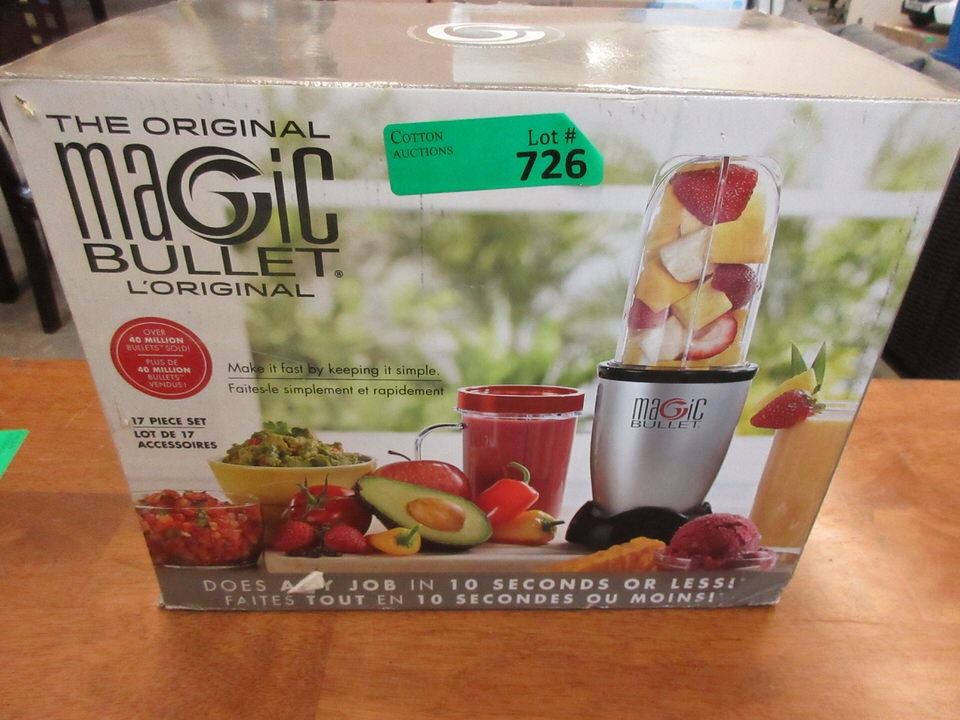 THE ORIGINAL
MAGIC
BULLET®
L'ORIGINAL
COTTON
AUCTIONS
Lot #
726
OVER
40 MILLION
BULLETS™ SOLD!
PLUS DE
40 MILLION
BULLETS™
VENDUS!
Make it fast by keeping it simple.
Faites-le simplement et rapidement
17 PIECE SET
LOT DE 17
ACCESSOIRES
MAGIC
BULLET
DOES A Y JOB IN 10 SECONDS OR LESS!
FAITES TOUT EN 10 SECONDES OU MOINS!